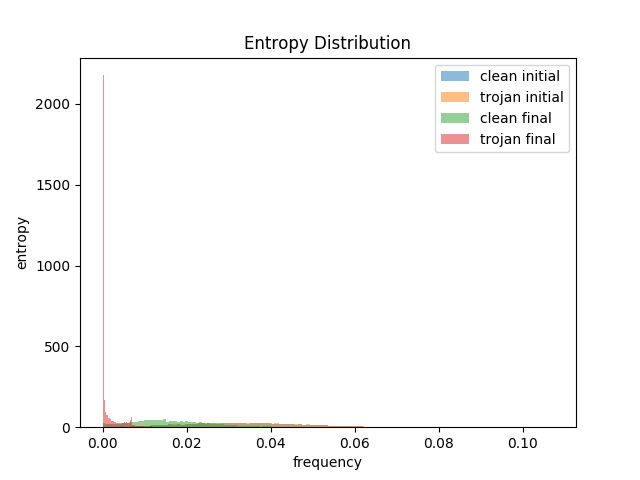 Entropy Distribution
clean initial
trojan initial
clean final
trojan final
2000
1500
1000
500
0
entropy
0.00 0.02 0.04 0.06 0.08 0.10
frequency